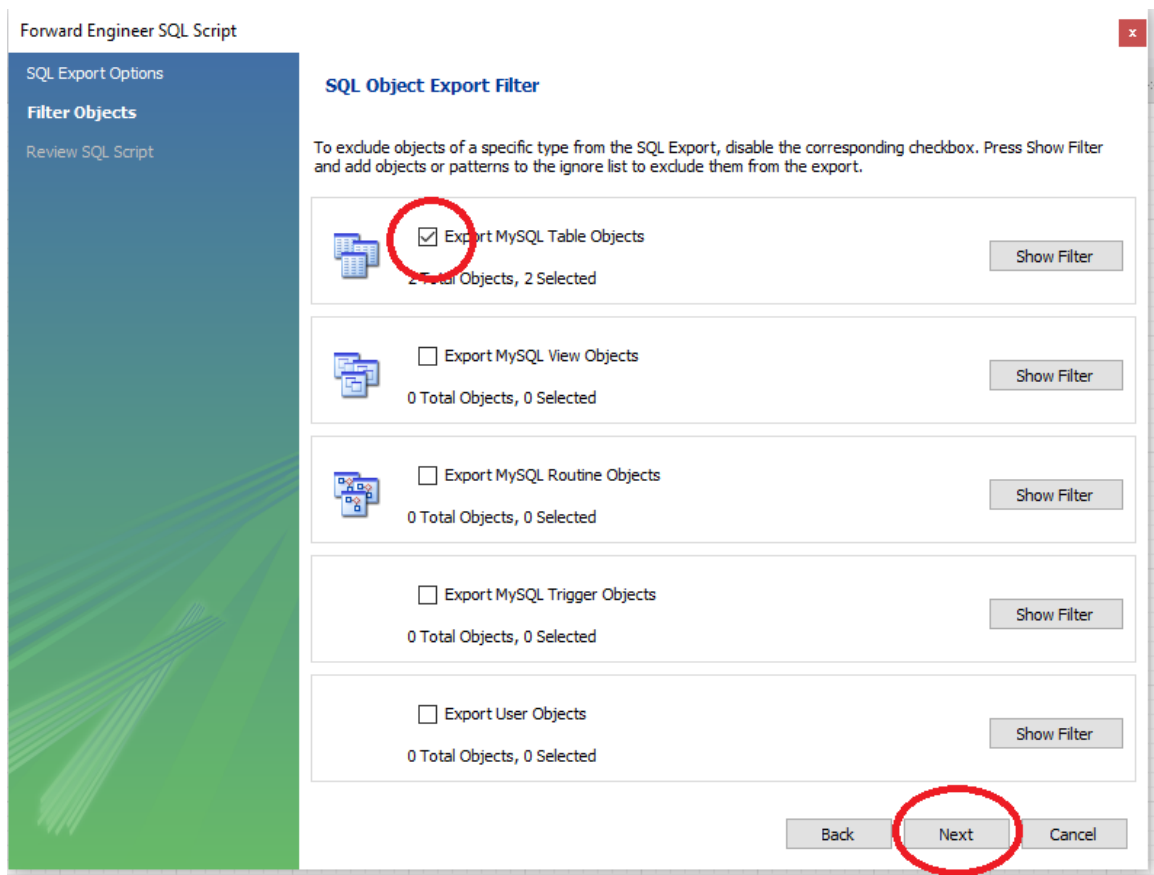 Forward Engineer SQL Script
x
SQL Export Options
Filter Objects
Review SQL Script
SQL Object Export Filter
To exclude objects of a specific type from the SQL Export, disable the corresponding checkbox. Press Show Filter
and add objects or patterns to the ignore list to exclude them from the export.
Export MySQL Table Objects
2 Total Objects, 2 Selected
Show Filter
Export MySQL View Objects
0 Total Objects, 0 Selected
Show Filter
Export MySQL Routine Objects
0 Total Objects, 0 Selected
Show Filter
Export MySQL Trigger Objects
0 Total Objects, 0 Selected
Show Filter
Export User Objects
0 Total Objects, 0 Selected
Show Filter
Back Next Cancel